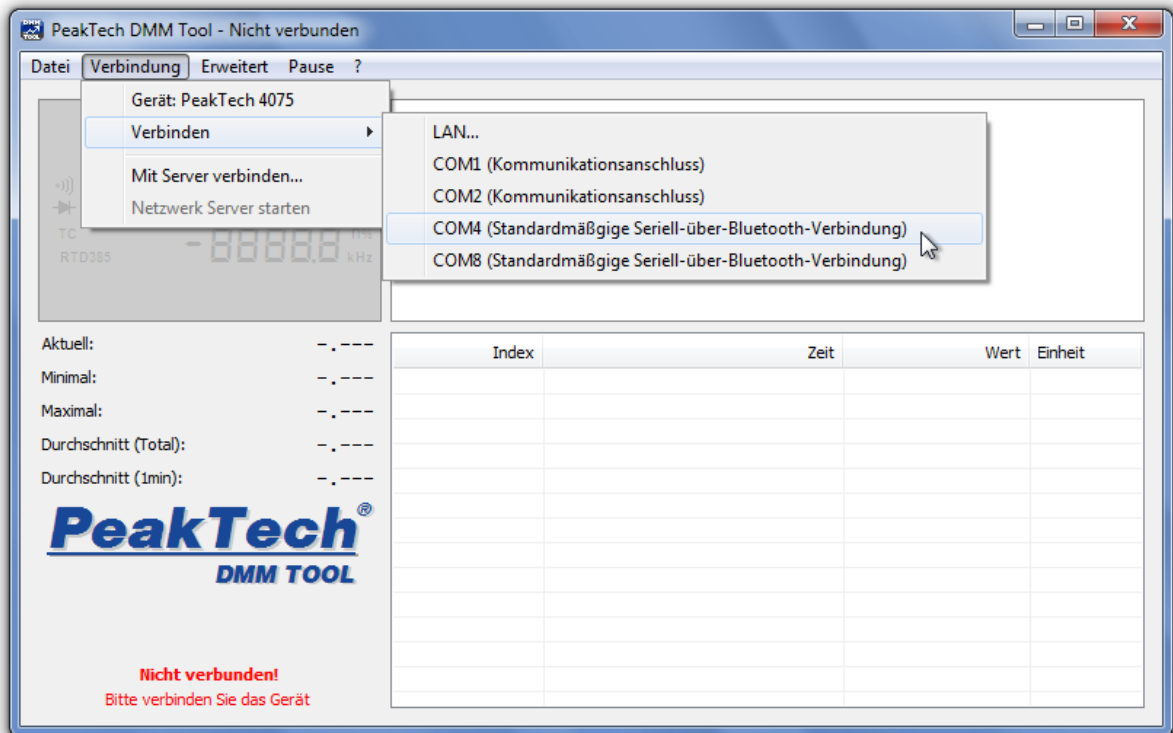 PeakTech DMM Tool - Nicht verbunden
Datei Verbindung Erweitert Pause ?
Gerät: PeakTech 4075
Verbinden
Mit Server verbinden...
Netzwerk Server starten
LAN...
COM1 (Kommunikationsanschluss)
COM2 (Kommunikationsanschluss)
COM4 (Standardmäßgige Seriell-über-Bluetooth-Verbindung)
COM8 (Standardmäßgige Seriell-über-Bluetooth-Verbindung)
TC
RTD385
-88888 kHz
Aktuell: -.---
Minimal: -.---
Maximal: -.---
Durchschnitt (Total): -.---
Durchschnitt (1min): -.---
Index Zeit Wert Einheit
PeakTech®
DMM TOOL
Nicht verbunden!
Bitte verbinden Sie das Gerät